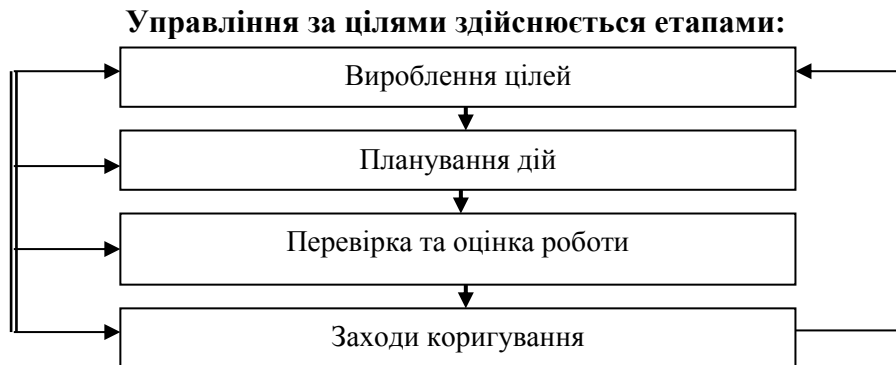 Управління за цілями здійснюється етапами:
Вироблення цілей
Планування дій
Перевірка та оцінка роботи
Заходи коригування